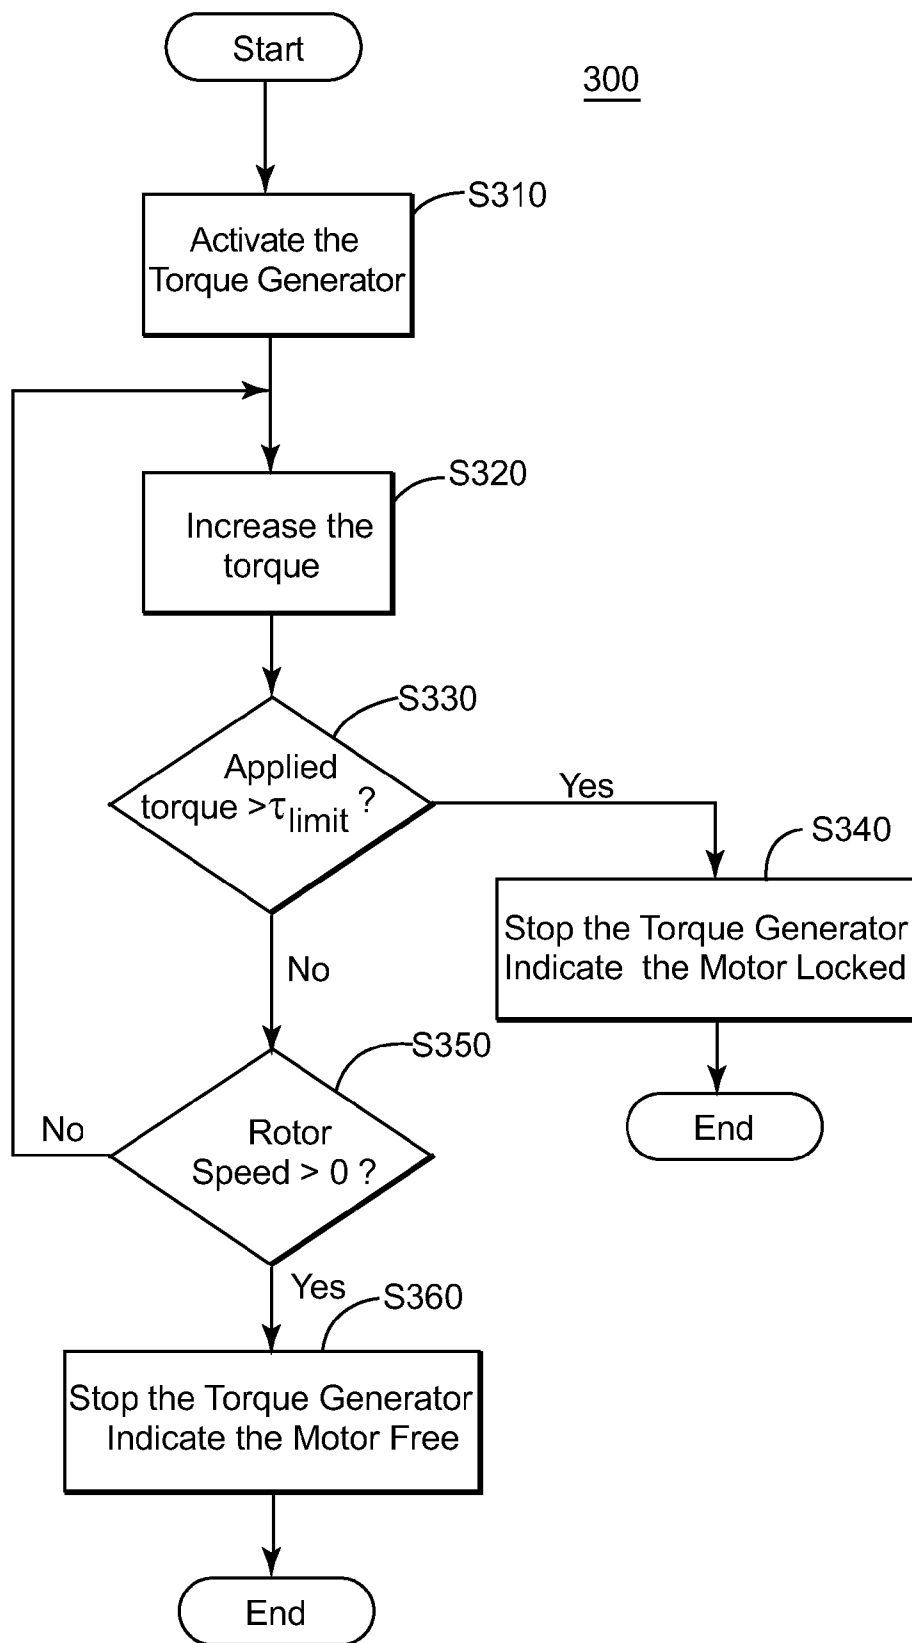 Start
300
S310
Activate the
Torque Generator
S320
Increase the
torque
S330
Applied
torque >τlimit ?
Yes
S340
Stop the Torque Generator
Indicate the Motor Locked
No
End
S350
Rotor
Speed > 0 ?
No
Yes
S360
Stop the Torque Generator
Indicate the Motor Free
End